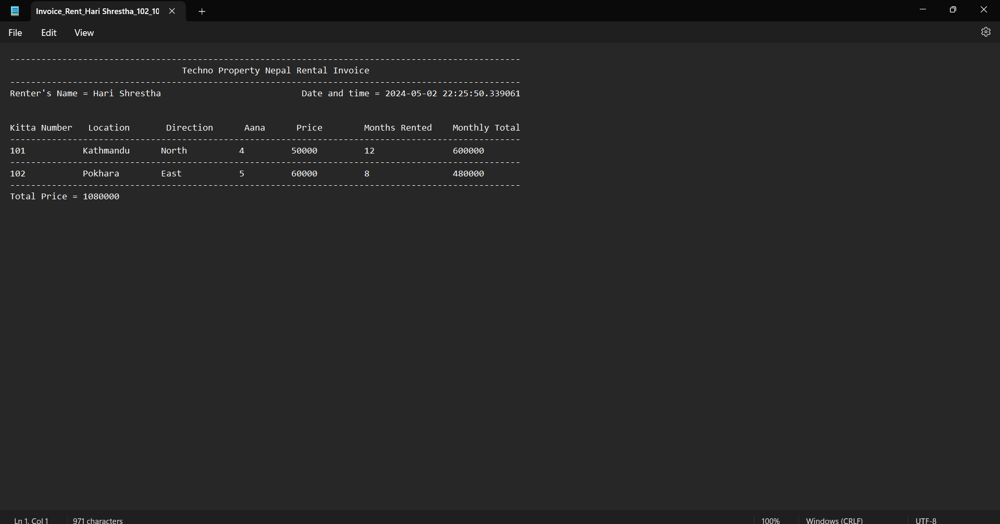 Invoice_Rent_Hari Shrestha_102_10
File Edit View
--------------------------------------------------------------------------------------------------
Techno Property Nepal Rental Invoice
--------------------------------------------------------------------------------------------------
Renter's Name = Hari Shrestha Date and time = 2024-05-02 22:25:50.339061
Kitta Number Location Direction Aana Price Months Rented Monthly Total
--------------------------------------------------------------------------------------------------
101 Kathmandu North 4 50000 12 600000
--------------------------------------------------------------------------------------------------
102 Pokhara East 5 60000 8 480000
--------------------------------------------------------------------------------------------------
Total Price = 1080000
Ln 1, Col 1 971 characters 100% Windows (CRLF) UTF-8